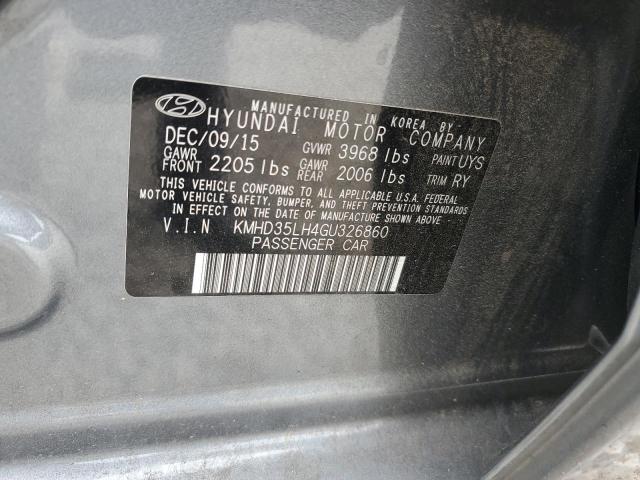 MANUFACTURED IN KOREA BY
HYUNDAI MOTOR COMPANY
DEC/09/15 GVWR 3968 lbs PAINT UYS
GAWR FRONT 2205 lbs GAWR REAR 2006 lbs TRIM RY
THIS VEHICLE CONFORMS TO ALL APPLICABLE U.S.A. FEDERAL
MOTOR VEHICLE SAFETY, BUMPER, AND THEFT PREVENTION STANDARDS
IN EFFECT ON THE DATE OF MANUFACTURE SHOWN ABOVE
V.I.N KMHD35LH4GU326860
PASSENGER CAR